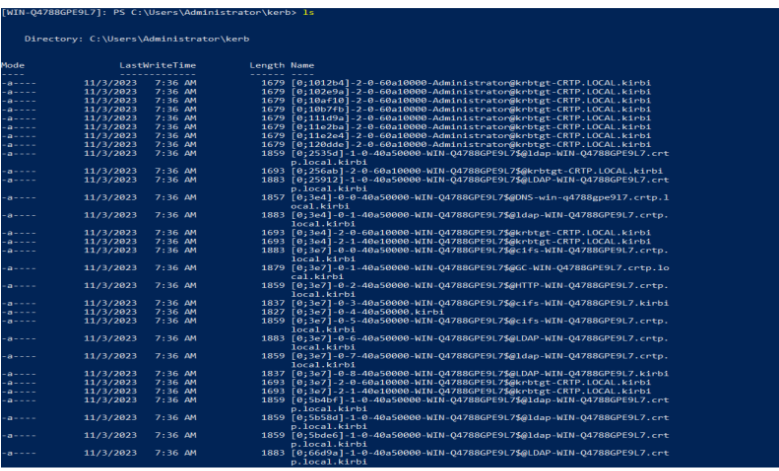 [WIN-Q4788GPE9L7]: PS C:\Users\Administrator\kerb> ls
Directory: C:\Users\Administrator\kerb
Mode LastWriteTime Length Name
---- ------------- ------ ----
-a---- 11/3/2023 7:36 AM 1679 [0;1012b4]-2-0-60a10000-Administrator@krbtgt-CRTP.LOCAL.kirbi
-a---- 11/3/2023 7:36 AM 1679 [0;102e9a]-2-0-60a10000-Administrator@krbtgt-CRTP.LOCAL.kirbi
-a---- 11/3/2023 7:36 AM 1679 [0;10af10]-2-0-60a10000-Administrator@krbtgt-CRTP.LOCAL.kirbi
-a---- 11/3/2023 7:36 AM 1679 [0;10b7fb]-2-0-60a10000-Administrator@krbtgt-CRTP.LOCAL.kirbi
-a---- 11/3/2023 7:36 AM 1679 [0;111d9a]-2-0-60a10000-Administrator@krbtgt-CRTP.LOCAL.kirbi
-a---- 11/3/2023 7:36 AM 1679 [0;11e2ba]-2-0-60a10000-Administrator@krbtgt-CRTP.LOCAL.kirbi
-a---- 11/3/2023 7:36 AM 1679 [0;11e2e4]-2-0-60a10000-Administrator@krbtgt-CRTP.LOCAL.kirbi
-a---- 11/3/2023 7:36 AM 1679 [0;120dde]-2-0-60a10000-Administrator@krbtgt-CRTP.LOCAL.kirbi
-a---- 11/3/2023 7:36 AM 1859 [0;2535d]-1-0-40a50000-WIN-Q4788GPE9L7$@ldap-WIN-Q4788GPE9L7.crt
p.local.kirbi
-a---- 11/3/2023 7:36 AM 1693 [0;256ab]-2-0-60a10000-WIN-Q4788GPE9L7$@krbtgt-CRTP.LOCAL.kirbi
-a---- 11/3/2023 7:36 AM 1883 [0;25912]-1-0-40a50000-WIN-Q4788GPE9L7$@LDAP-WIN-Q4788GPE9L7.crt
p.local.kirbi
-a---- 11/3/2023 7:36 AM 1857 [0;3e4]-0-0-40a50000-WIN-Q4788GPE9L7$@DNS-win-q4788gpe9l7.crtp.l
ocal.kirbi
-a---- 11/3/2023 7:36 AM 1883 [0;3e4]-0-1-40a50000-WIN-Q4788GPE9L7$@ldap-WIN-Q4788GPE9L7.crtp.
local.kirbi
-a---- 11/3/2023 7:36 AM 1693 [0;3e4]-2-0-60a10000-WIN-Q4788GPE9L7$@krbtgt-CRTP.LOCAL.kirbi
-a---- 11/3/2023 7:36 AM 1693 [0;3e4]-2-1-40e10000-WIN-Q4788GPE9L7$@krbtgt-CRTP.LOCAL.kirbi
-a---- 11/3/2023 7:36 AM 1883 [0;3e7]-0-0-40a50000-WIN-Q4788GPE9L7$@cifs-WIN-Q4788GPE9L7.crtp.
local.kirbi
-a---- 11/3/2023 7:36 AM 1879 [0;3e7]-0-1-40a50000-WIN-Q4788GPE9L7$@GC-WIN-Q4788GPE9L7.crtp.lo
cal.kirbi
-a---- 11/3/2023 7:36 AM 1859 [0;3e7]-0-2-40a50000-WIN-Q4788GPE9L7$@HTTP-WIN-Q4788GPE9L7.crtp.
local.kirbi
-a---- 11/3/2023 7:36 AM 1837 [0;3e7]-0-3-40a50000-WIN-Q4788GPE9L7$@cifs-WIN-Q4788GPE9L7.kirbi
-a---- 11/3/2023 7:36 AM 1827 [0;3e7]-0-4-40a50000.kirbi
-a---- 11/3/2023 7:36 AM 1859 [0;3e7]-0-5-40a50000-WIN-Q4788GPE9L7$@cifs-WIN-Q4788GPE9L7.crtp.
local.kirbi
-a---- 11/3/2023 7:36 AM 1883 [0;3e7]-0-6-40a50000-WIN-Q4788GPE9L7$@LDAP-WIN-Q4788GPE9L7.crtp.
local.kirbi
-a---- 11/3/2023 7:36 AM 1859 [0;3e7]-0-7-40a50000-WIN-Q4788GPE9L7$@ldap-WIN-Q4788GPE9L7.crtp.
local.kirbi
-a---- 11/3/2023 7:36 AM 1837 [0;3e7]-0-8-40a50000-WIN-Q4788GPE9L7$@LDAP-WIN-Q4788GPE9L7.kirbi
-a---- 11/3/2023 7:36 AM 1693 [0;3e7]-2-0-60a10000-WIN-Q4788GPE9L7$@krbtgt-CRTP.LOCAL.kirbi
-a---- 11/3/2023 7:36 AM 1693 [0;3e7]-2-1-40e10000-WIN-Q4788GPE9L7$@krbtgt-CRTP.LOCAL.kirbi
-a---- 11/3/2023 7:36 AM 1859 [0;5b4bf]-1-0-40a50000-WIN-Q4788GPE9L7$@ldap-WIN-Q4788GPE9L7.crt
p.local.kirbi
-a---- 11/3/2023 7:36 AM 1859 [0;5b58d]-1-0-40a50000-WIN-Q4788GPE9L7$@ldap-WIN-Q4788GPE9L7.crt
p.local.kirbi
-a---- 11/3/2023 7:36 AM 1859 [0;5bde6]-1-0-40a50000-WIN-Q4788GPE9L7$@ldap-WIN-Q4788GPE9L7.crt
p.local.kirbi
-a---- 11/3/2023 7:36 AM 1883 [0;66d9a]-1-0-40a50000-WIN-Q4788GPE9L7$@LDAP-WIN-Q4788GPE9L7.crt
p.local.kirbi